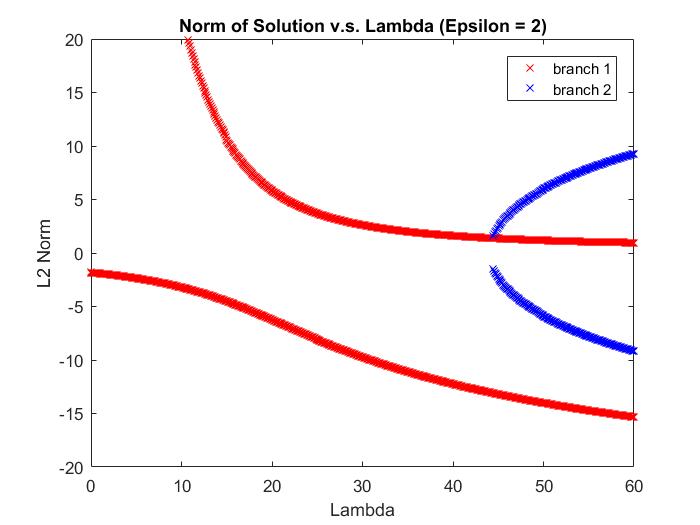 Norm of Solution v.s. Lambda (Epsilon = 2)
branch 1
branch 2
L2 Norm
20
15
10
5
0
-5
-10
-15
-20
0 10 20 30 40 50 60
Lambda